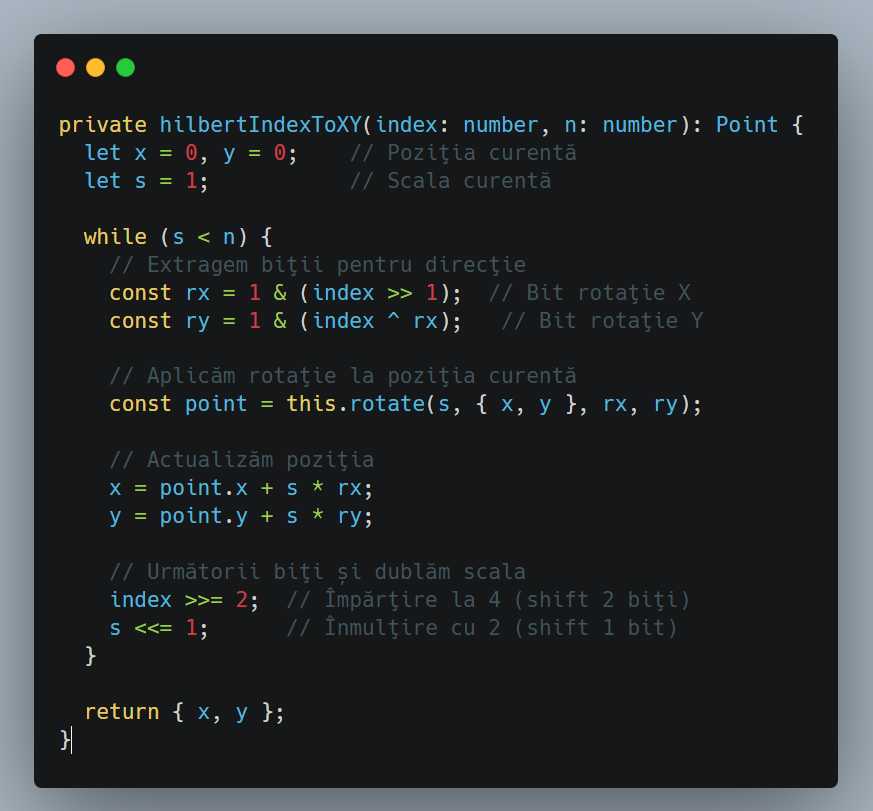 private hilbertIndexToXY(index: number, n: number): Point {
  let x = 0, y = 0;    // Poziţia curentă
  let s = 1;           // Scala curentă

  while (s < n) {
    // Extragem biţii pentru direcţie
    const rx = 1 & (index >> 1);  // Bit rotaţie X
    const ry = 1 & (index ^ rx);   // Bit rotaţie Y

    // Aplicăm rotaţie la poziţia curentă
    const point = this.rotate(s, { x, y }, rx, ry);

    // Actualizăm poziţia
    x = point.x + s * rx;
    y = point.y + s * ry;

    // Următorii biţi și dublăm scala
    index >>= 2;  // Împărţire la 4 (shift 2 biţi)
    s <<= 1;      // Înmulţire cu 2 (shift 1 bit)
  }

  return { x, y };
}